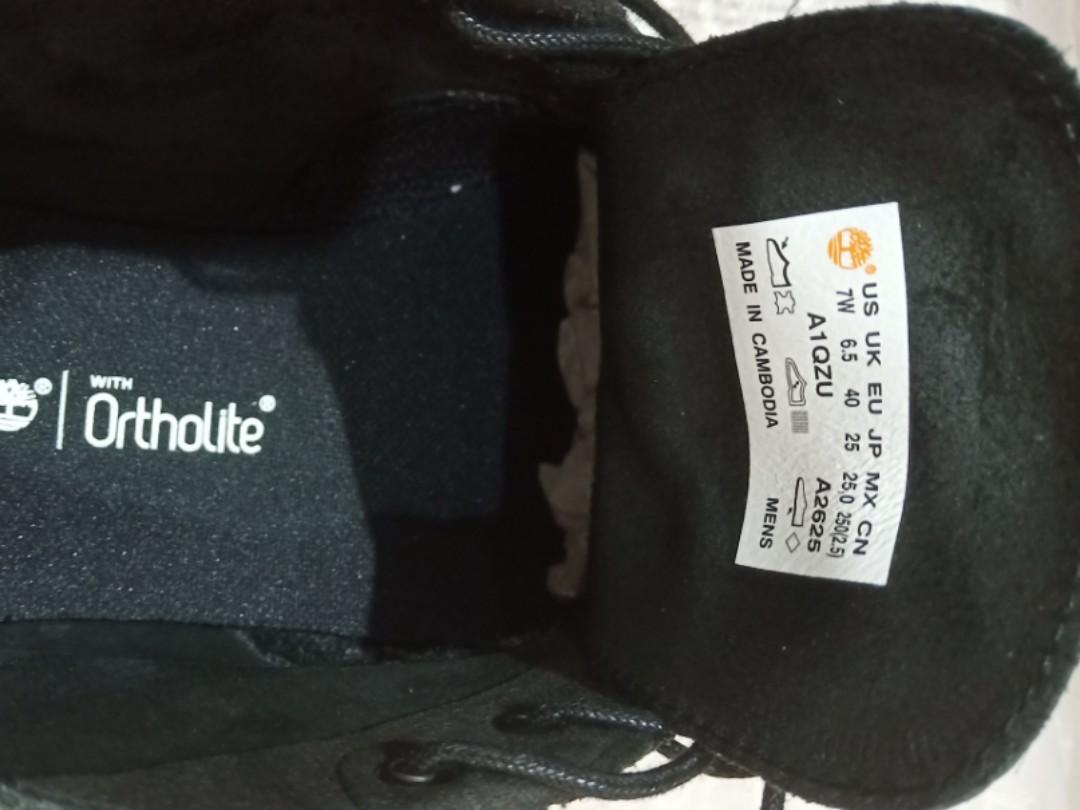 WITH
Ortholite®
US UK EU JP MX CN
7W 6.5 40 25 25,0 250(2.5)
A1QZU A2625
MADE IN CAMBODIA MENS